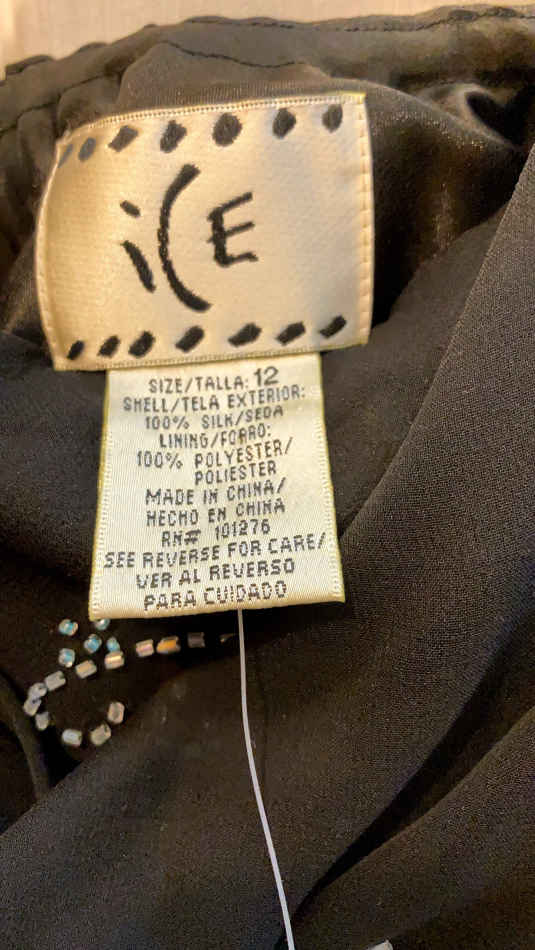 iCE
SIZE/TALLA: 12
SHELL/TELA EXTERIOR:
100% SILK/SEDA
LINING/FORRO:
100% POLYESTER/
POLIESTER
MADE IN CHINA/
HECHO EN CHINA
RN# 101276
SEE REVERSE FOR CARE/
VER AL REVERSO
PARA CUIDADO